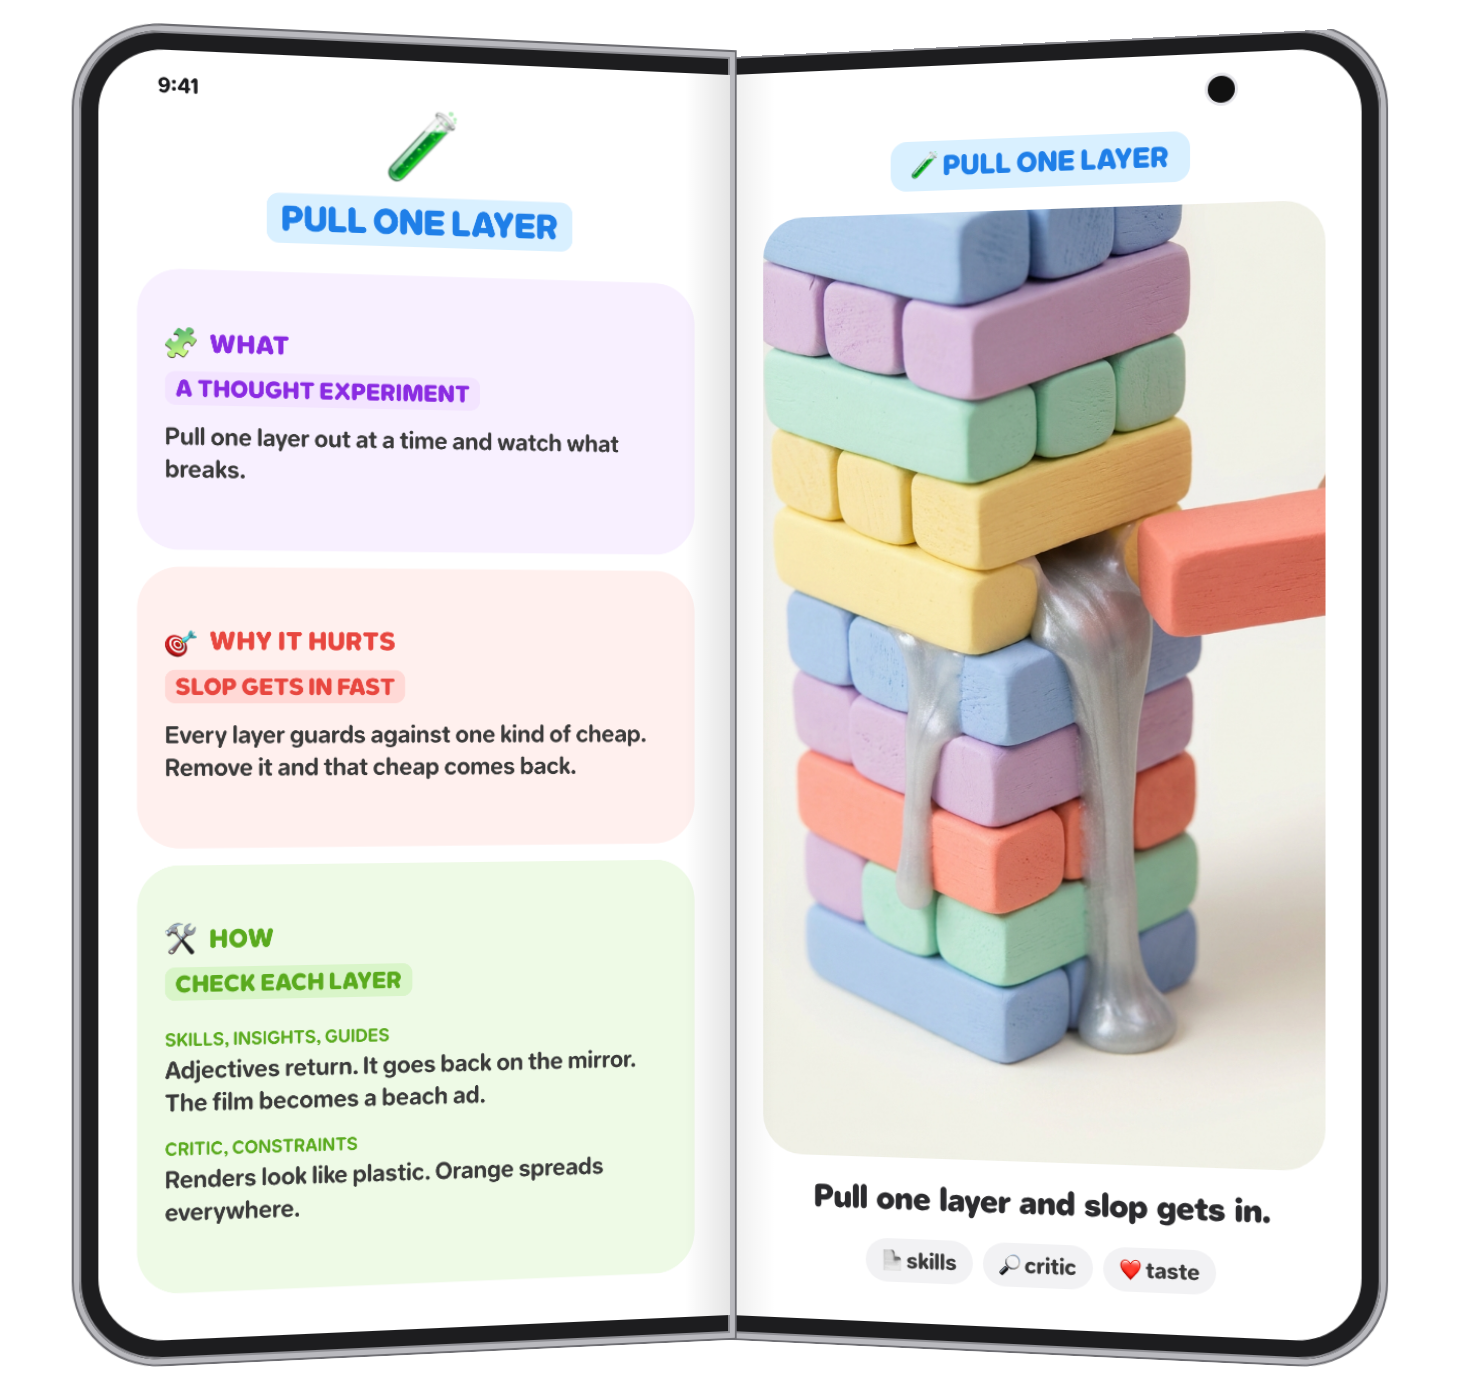 9:41
PULL ONE LAYER
WHAT
A THOUGHT EXPERIMENT
Pull one layer out at a time and watch what
breaks.
WHY IT HURTS
SLOP GETS IN FAST
Every layer guards against one kind of cheap.
Remove it and that cheap comes back.
HOW
CHECK EACH LAYER
SKILLS, INSIGHTS, GUIDES
Adjectives return. It goes back on the mirror.
The film becomes a beach ad.
CRITIC, CONSTRAINTS
Renders look like plastic. Orange spreads
everywhere.
PULL ONE LAYER
Pull one layer and slop gets in.
skills
critic
taste